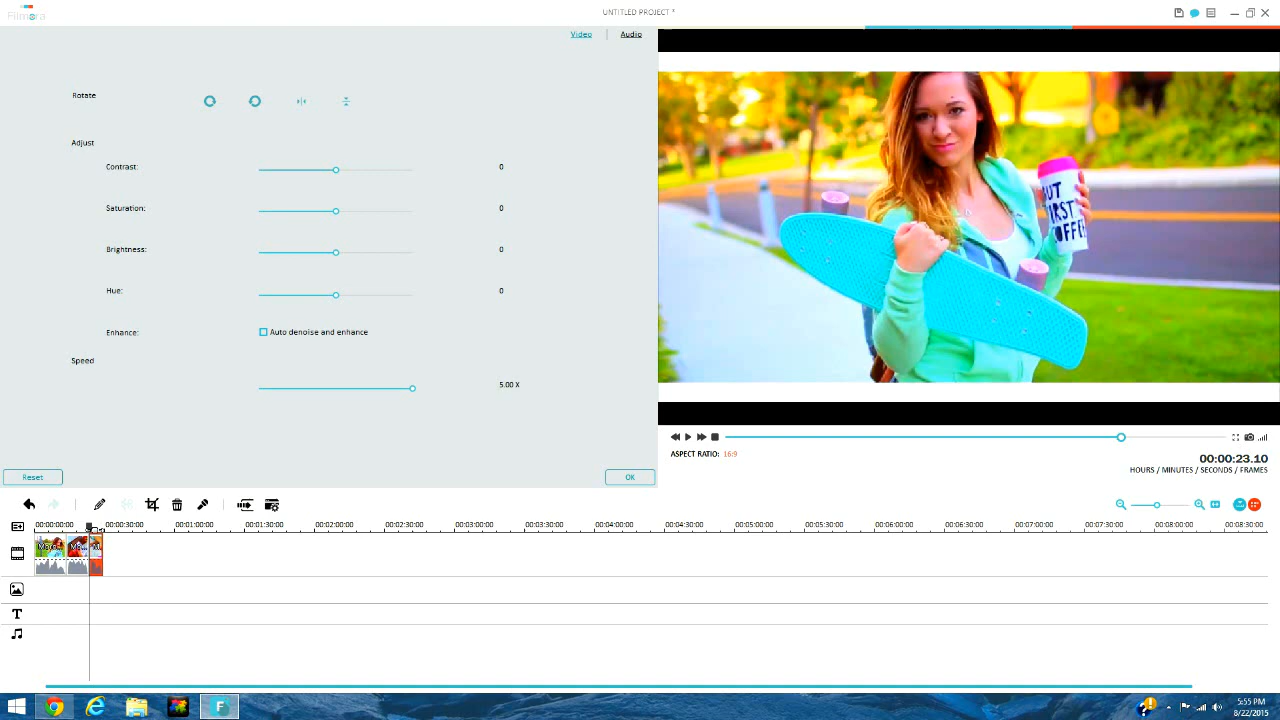 Filmora
UNTITLED PROJECT *
Video
Audio
Rotate
Adjust
Contrast:
0
Saturation:
0
Brightness:
0
Hue:
0
Enhance:
Auto denoise and enhance
Speed
5.00 X
Reset
OK
BUT
FIRST
COFFEE
ASPECT RATIO: 16:9
00:00:23.10
HOURS / MINUTES / SECONDS / FRAMES
00:00:00:00
00:00:30:00
00:01:00:00
00:01:30:00
00:02:00:00
00:02:30:00
00:03:00:00
00:03:30:00
00:04:00:00
00:04:30:00
00:05:00:00
00:05:30:00
00:06:00:00
00:06:30:00
00:07:00:00
00:07:30:00
00:08:00:00
00:08:30:00
T
F
5:55 PM
8/22/2015